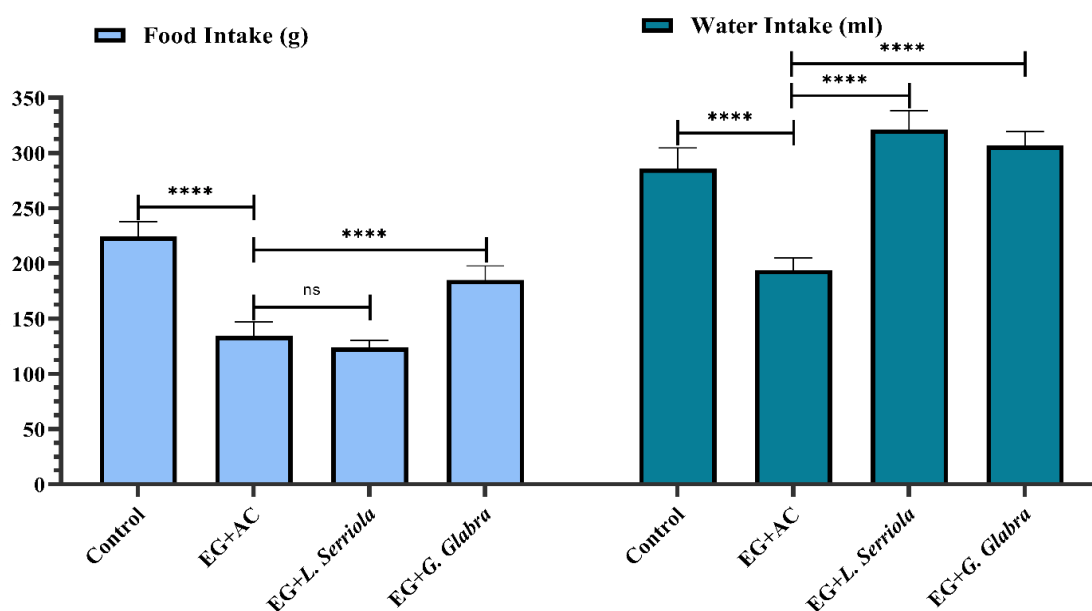 Food Intake (g)
Water Intake (ml)
350
300
250
200
150
100
50
0
****
****
ns
****
****
****
Control
EG+AC
EG+L. Serriola
EG+G. Glabra
Control
EG+AC
EG+L. Serriola
EG+G. Glabra